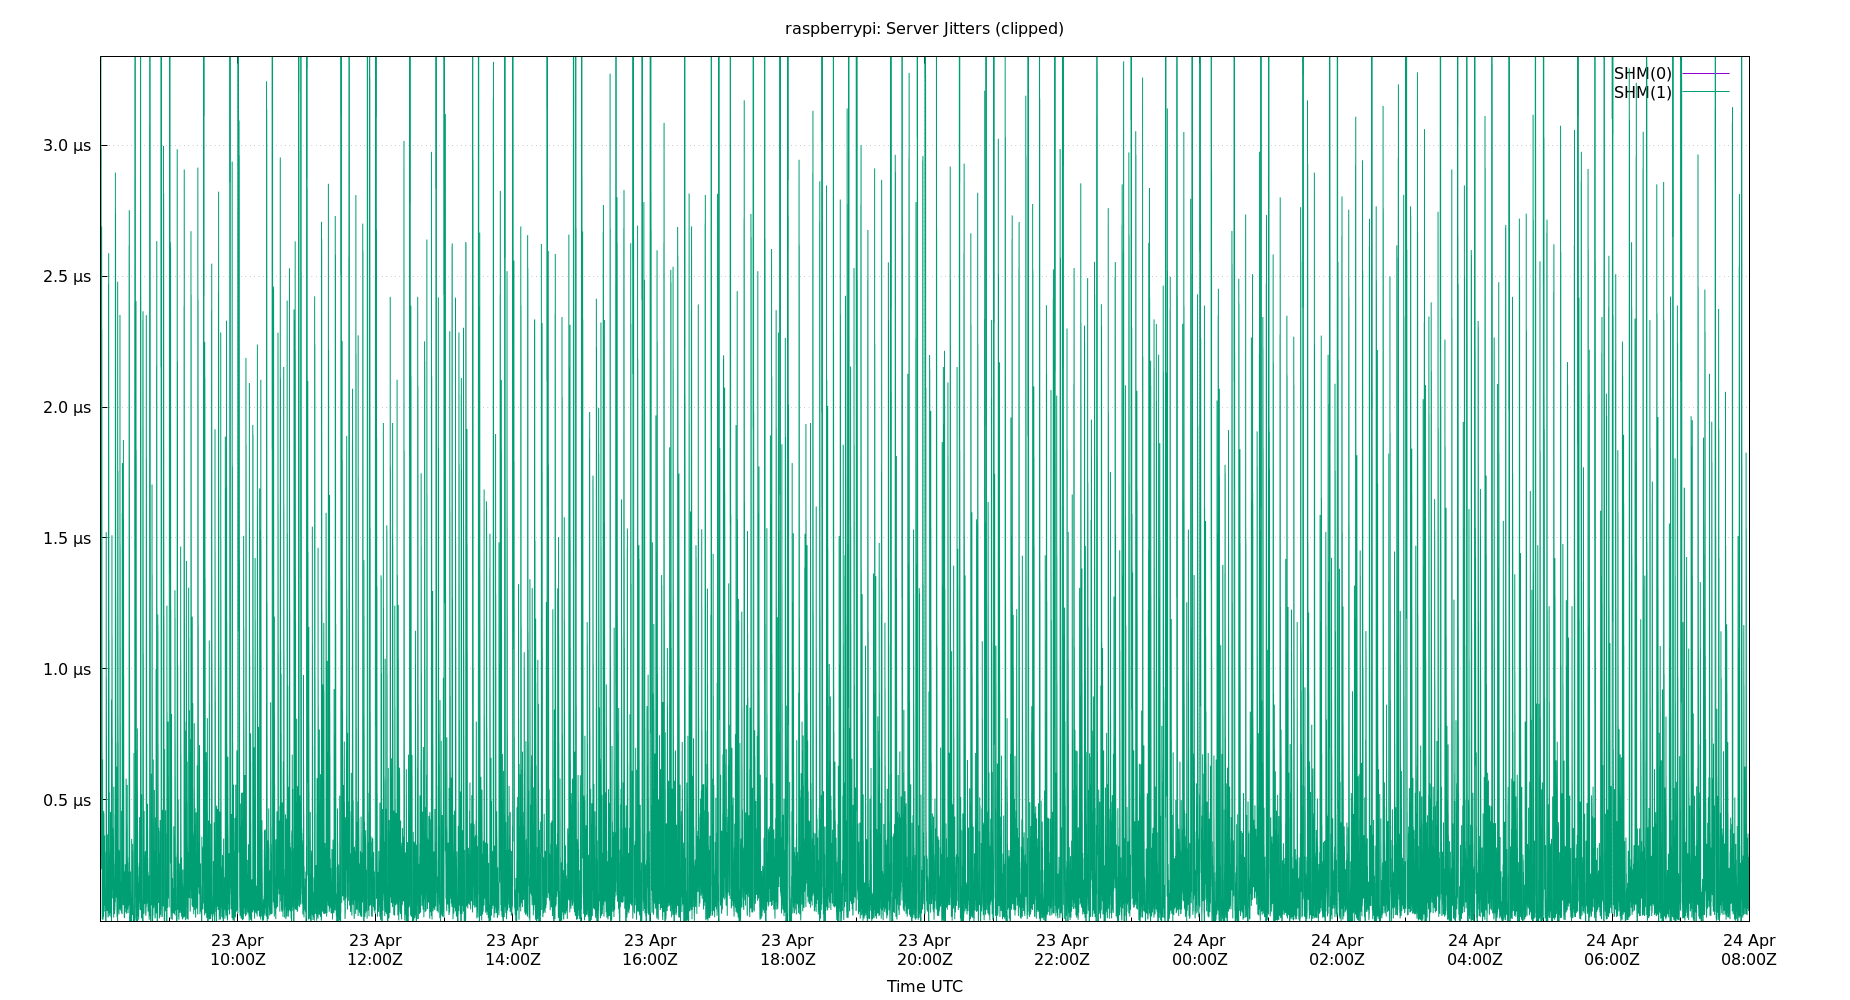 raspberrypi: Server Jitters (clipped)
SHM(0)
SHM(1)
3.0 µs
2.5 µs
2.0 µs
1.5 µs
1.0 µs
0.5 µs
23 Apr 23 Apr 23 Apr 23 Apr 23 Apr 23 Apr 23 Apr 24 Apr 24 Apr 24 Apr 24 Apr 24 Apr
10:00Z 12:00Z 14:00Z 16:00Z 18:00Z 20:00Z 22:00Z 00:00Z 02:00Z 04:00Z 06:00Z 08:00Z
Time UTC